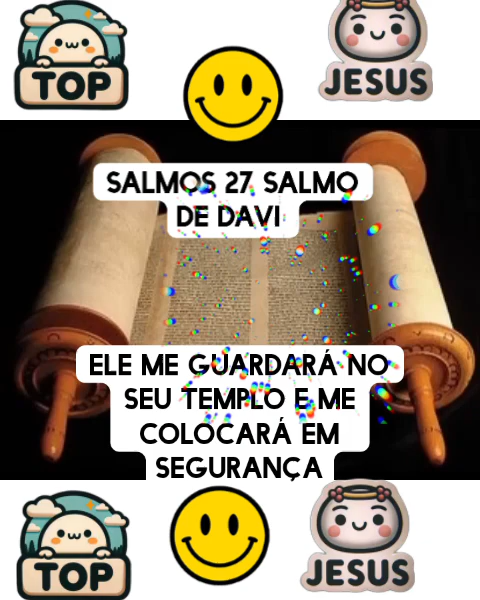 TOP
JESUS
SALMOS 27 SALMO
DE DAVI
ELE ME GUARDARÁ NO
SEU TEMPLO E ME
COLOCARÁ EM
SEGURANÇA
TOP
JESUS